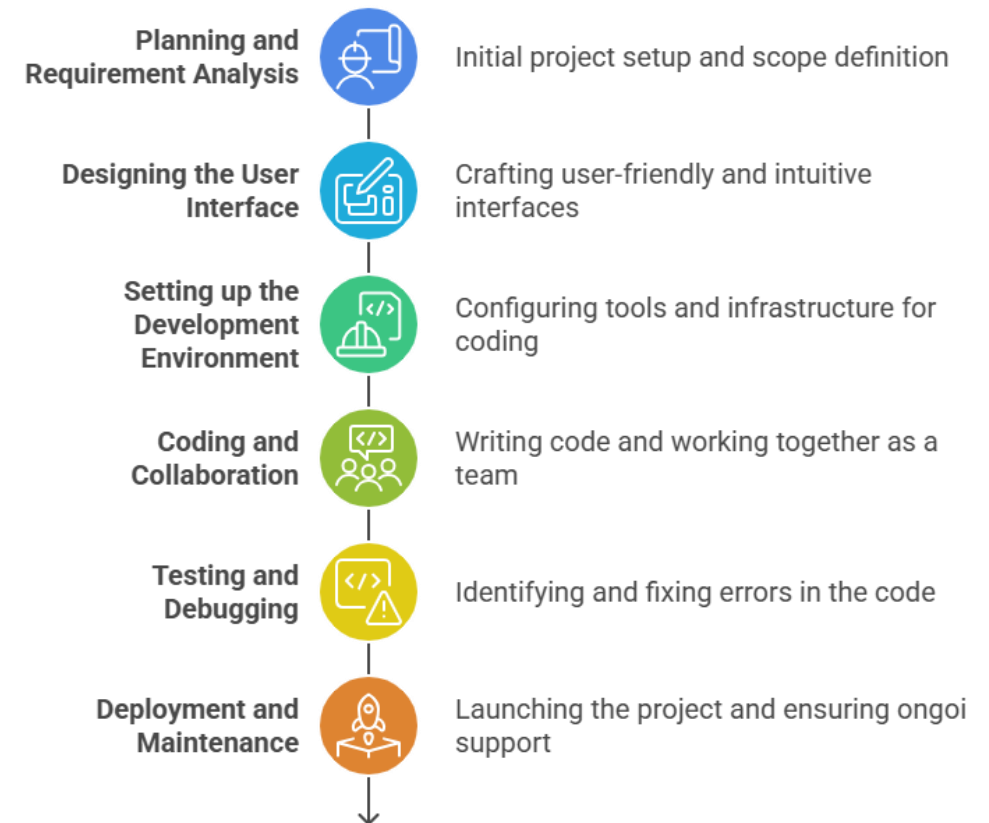 Planning and
Requirement Analysis
Initial project setup and scope definition
Designing the User
Interface
Crafting user-friendly and intuitive
interfaces
</>
Setting up the
Development
Environment
Configuring tools and infrastructure for
coding
</>
Coding and
Collaboration
Writing code and working together as a
team
</>
Testing and
Debugging
Identifying and fixing errors in the code
Deployment and
Maintenance
Launching the project and ensuring ongoi
support